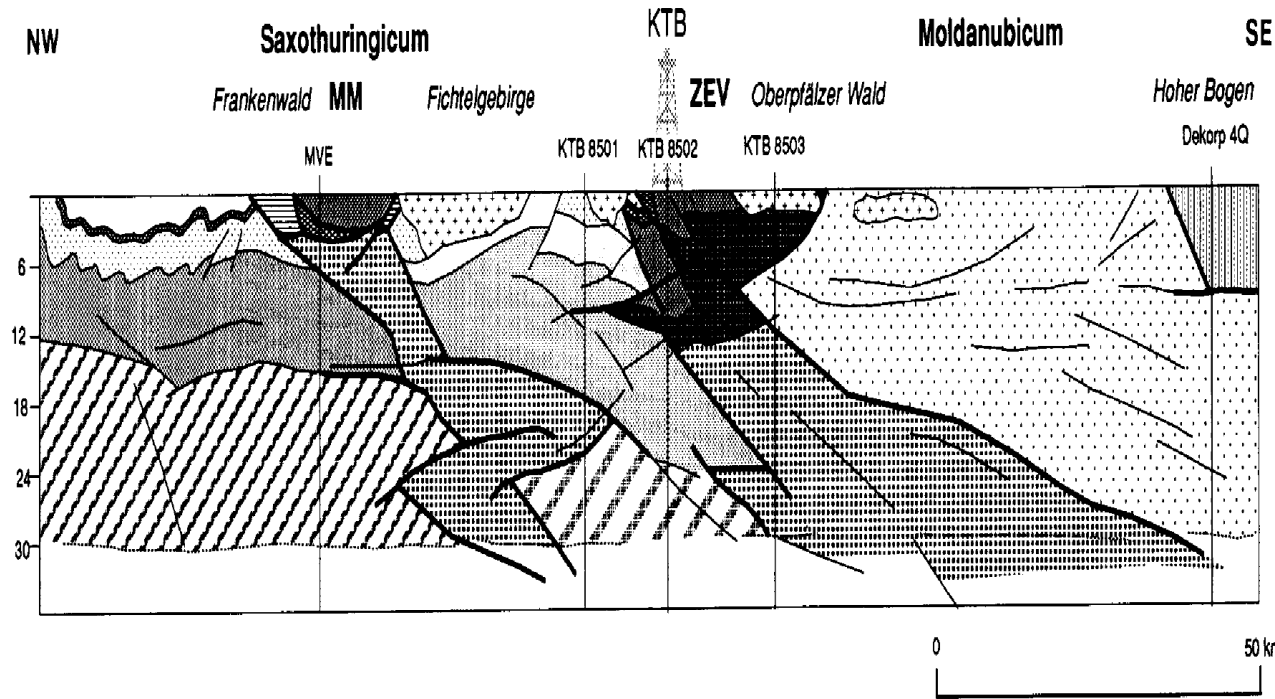 NW Saxothuringicum KTB Moldanubicum SE
Frankenwald MM Fichtelgebirge ZEV Oberpfälzer Wald Hoher Bogen
MVE KTB 8501 KTB 8502 KTB 8503 Dekorp 4Q
6
12
18
24
30
0 50 kr